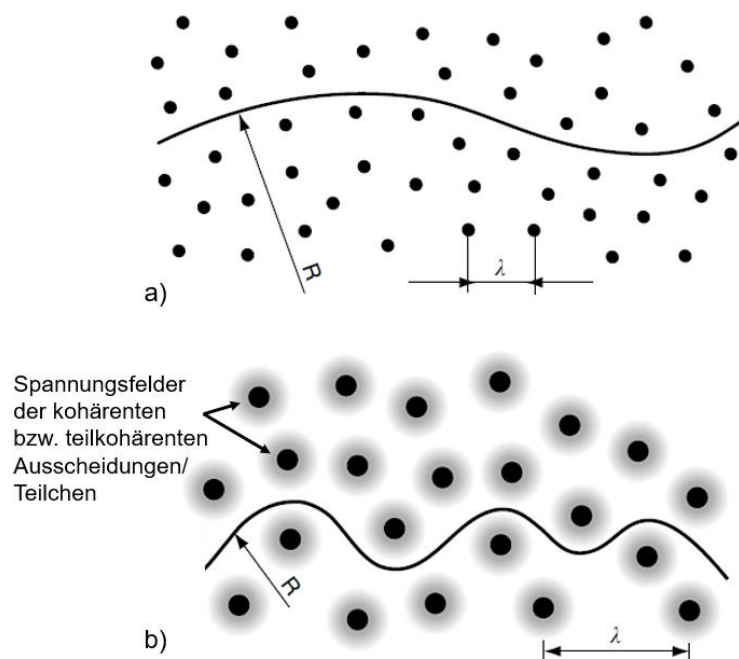 R
λ
a)
Spannungsfelder
der kohärenten
bzw. teilkohärenten
Ausscheidungen/
Teilchen
R
λ
b)